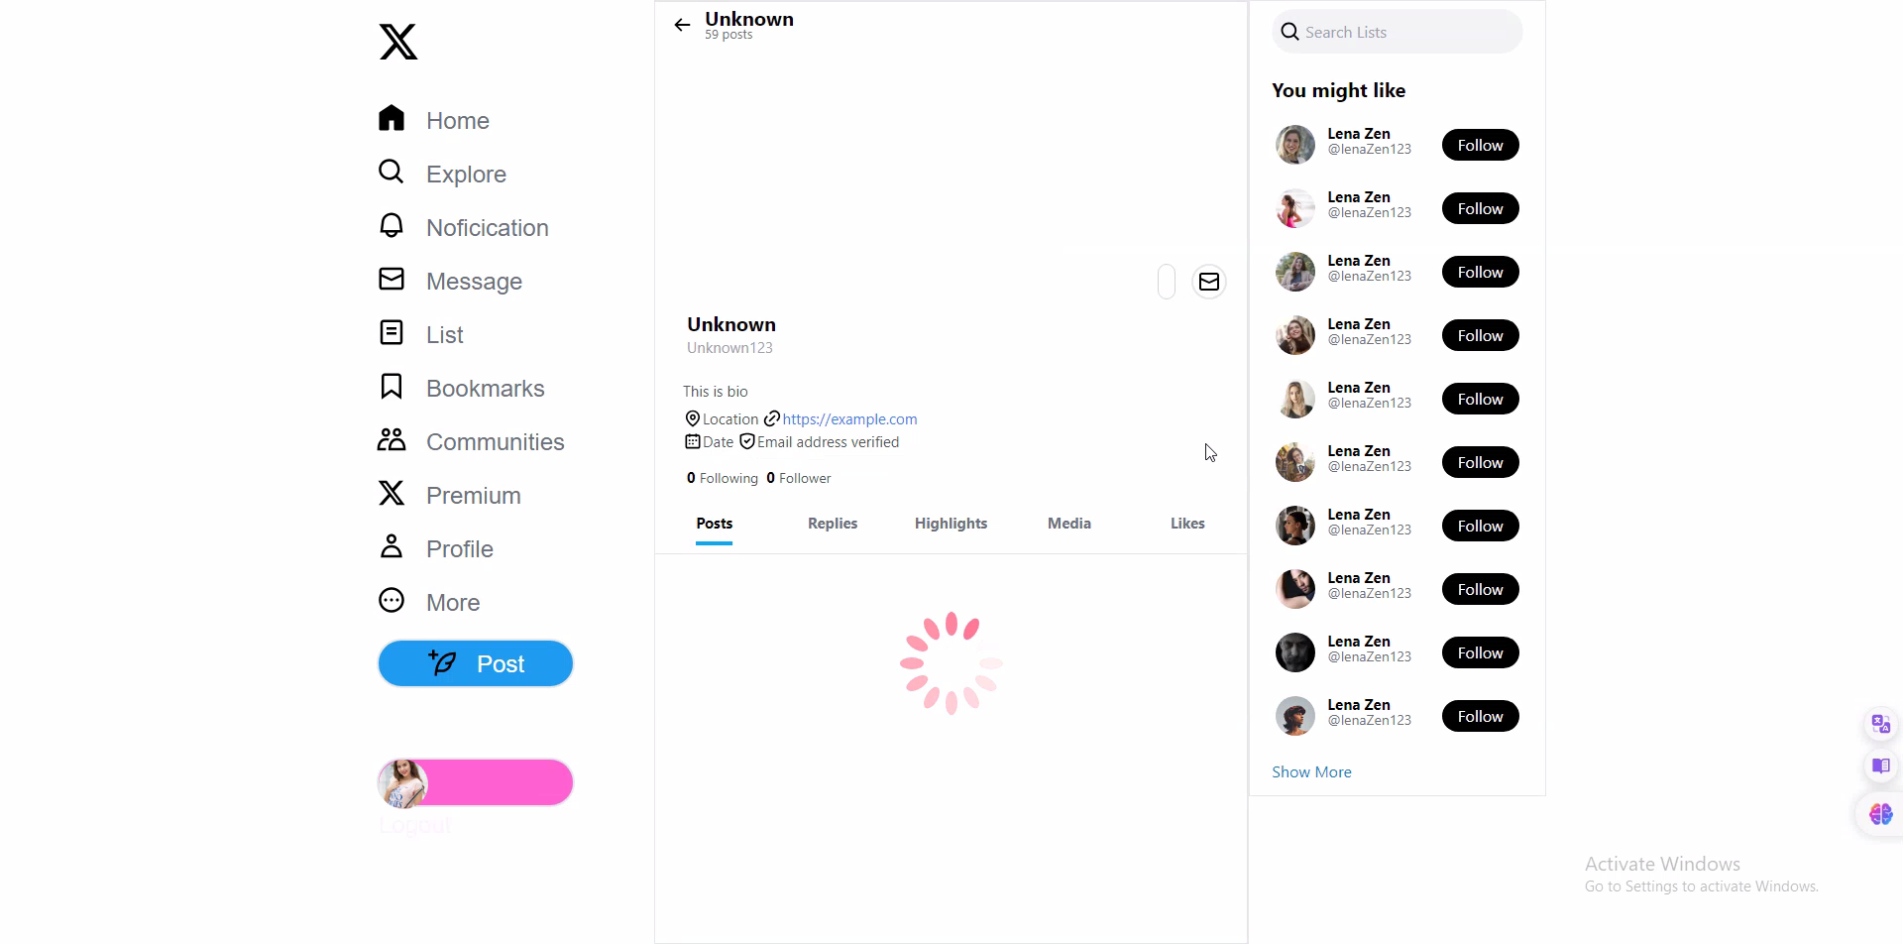 Home
Explore
Noficication
Message
List
Bookmarks
Communities
Premium
Profile
More
Post
Logout
Unknown
59 posts
Unknown
Unknown123
This is bio
Location https://example.com
Date Email address verified
0 Following 0 Follower
Posts Replies Highlights Media Likes
Search Lists
You might like
Lena Zen
@lenaZen123
Follow
Lena Zen
@lenaZen123
Follow
Lena Zen
@lenaZen123
Follow
Lena Zen
@lenaZen123
Follow
Lena Zen
@lenaZen123
Follow
Lena Zen
@lenaZen123
Follow
Lena Zen
@lenaZen123
Follow
Lena Zen
@lenaZen123
Follow
Lena Zen
@lenaZen123
Follow
Lena Zen
@lenaZen123
Follow
Show More
Activate Windows
Go to Settings to activate Windows.